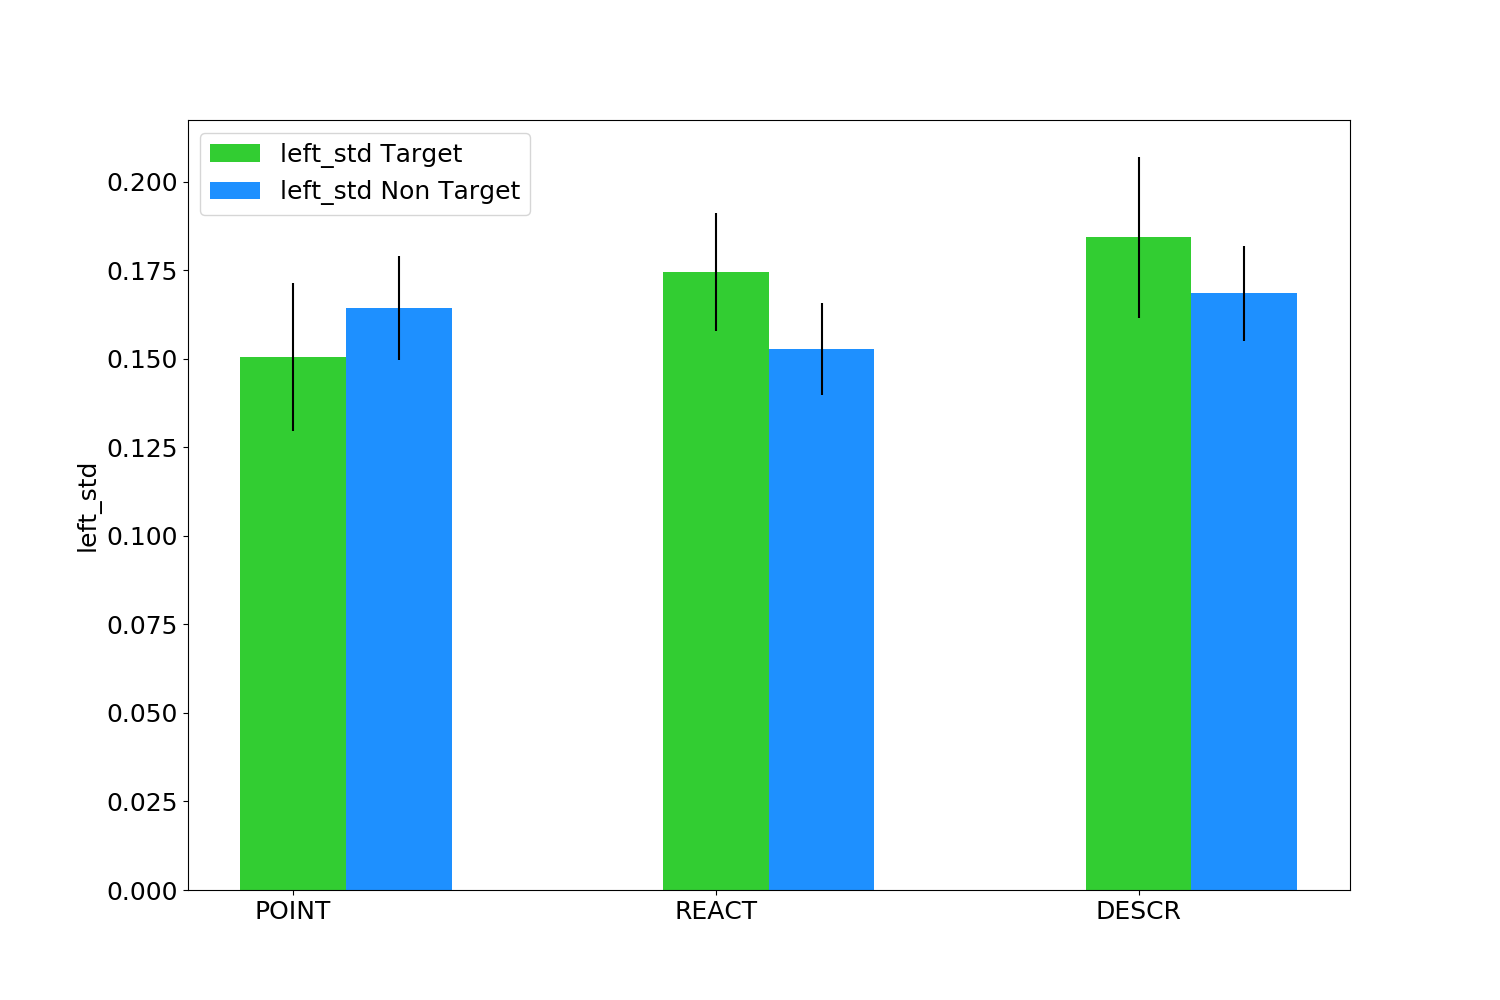 left_std Target
left_std Non Target
0.200
0.175
0.150
0.125
0.100
0.075
0.050
0.025
0.000
left_std
POINT REACT DESCR